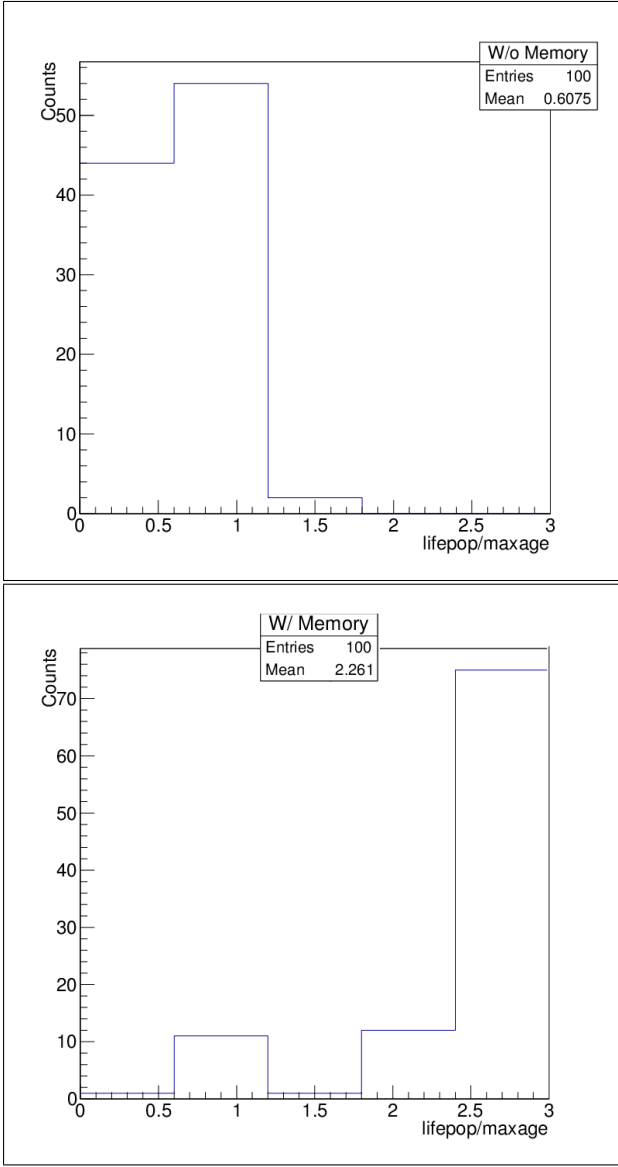 W/o Memory
Entries 100
Mean 0.6075
Counts
50
40
30
20
10
0
0 0.5 1 1.5 2 2.5 3
lifepop/maxage
W/ Memory
Entries 100
Mean 2.261
Counts
70
60
50
40
30
20
10
0
0 0.5 1 1.5 2 2.5 3
lifepop/maxage